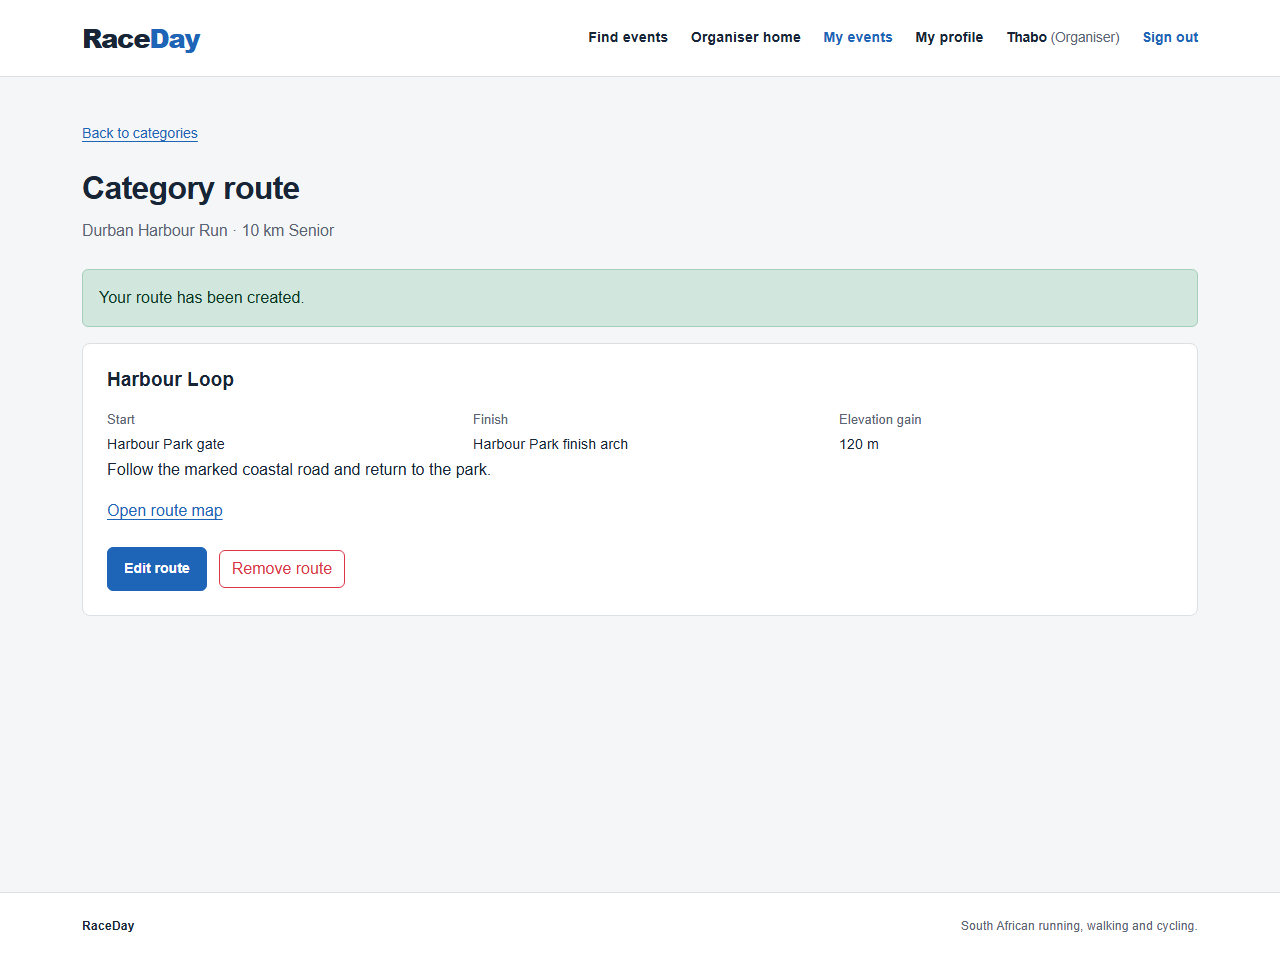 RaceDay
Find events Organiser home My events My profile Thabo (Organiser) Sign out
Back to categories
Category route
Durban Harbour Run · 10 km Senior
Your route has been created.
Harbour Loop
Start Finish Elevation gain
Harbour Park gate Harbour Park finish arch 120 m
Follow the marked coastal road and return to the park.
Open route map
Edit route Remove route
RaceDay South African running, walking and cycling.